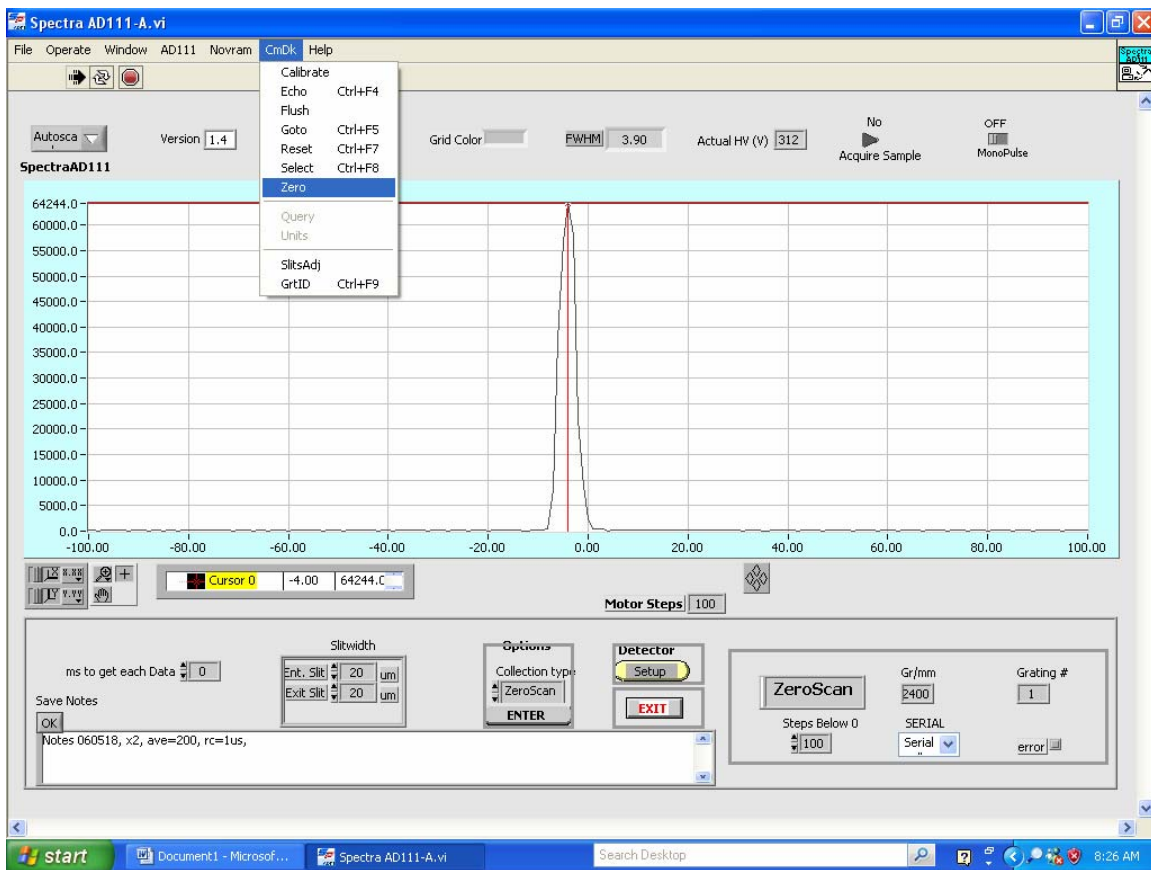 Spectra AD111-A.vi
File Operate Window AD111 Novram CmDk Help
Spectra
AD111
Calibrate
Echo Ctrl+F4
Flush
Goto Ctrl+F5
Reset Ctrl+F7
Select Ctrl+F8
Zero
Query
Units
SlitsAdj
GrtID Ctrl+F9
Autosca
Version 1.4
Grid Color
FWHM 3.90
Actual HV (V) 312
No
Acquire Sample
OFF
MonoPulse
SpectraAD111
64244.0
60000.0
55000.0
50000.0
45000.0
40000.0
35000.0
30000.0
25000.0
20000.0
15000.0
10000.0
5000.0
0.0
-100.00 -80.00 -60.00 -40.00 -20.00 0.00 20.00 40.00 60.00 80.00 100.00
X X.XX
Y Y.YY
Cursor 0 -4.00 64244.0
Motor Steps 100
ms to get each Data 0
Save Notes
OK
Notes 060518, x2, ave=200, rc=1us,
Slitwidth
Ent. Slit 20 um
Exit Slit 20 um
Options
Collection type
ZeroScan
ENTER
Detector
Setup
EXIT
ZeroScan
Gr/mm
2400
Grating #
1
Steps Below 0
100
SERIAL
Serial
error
start
Document1 - Microsof...
Spectra AD111-A.vi
Search Desktop
8:26 AM